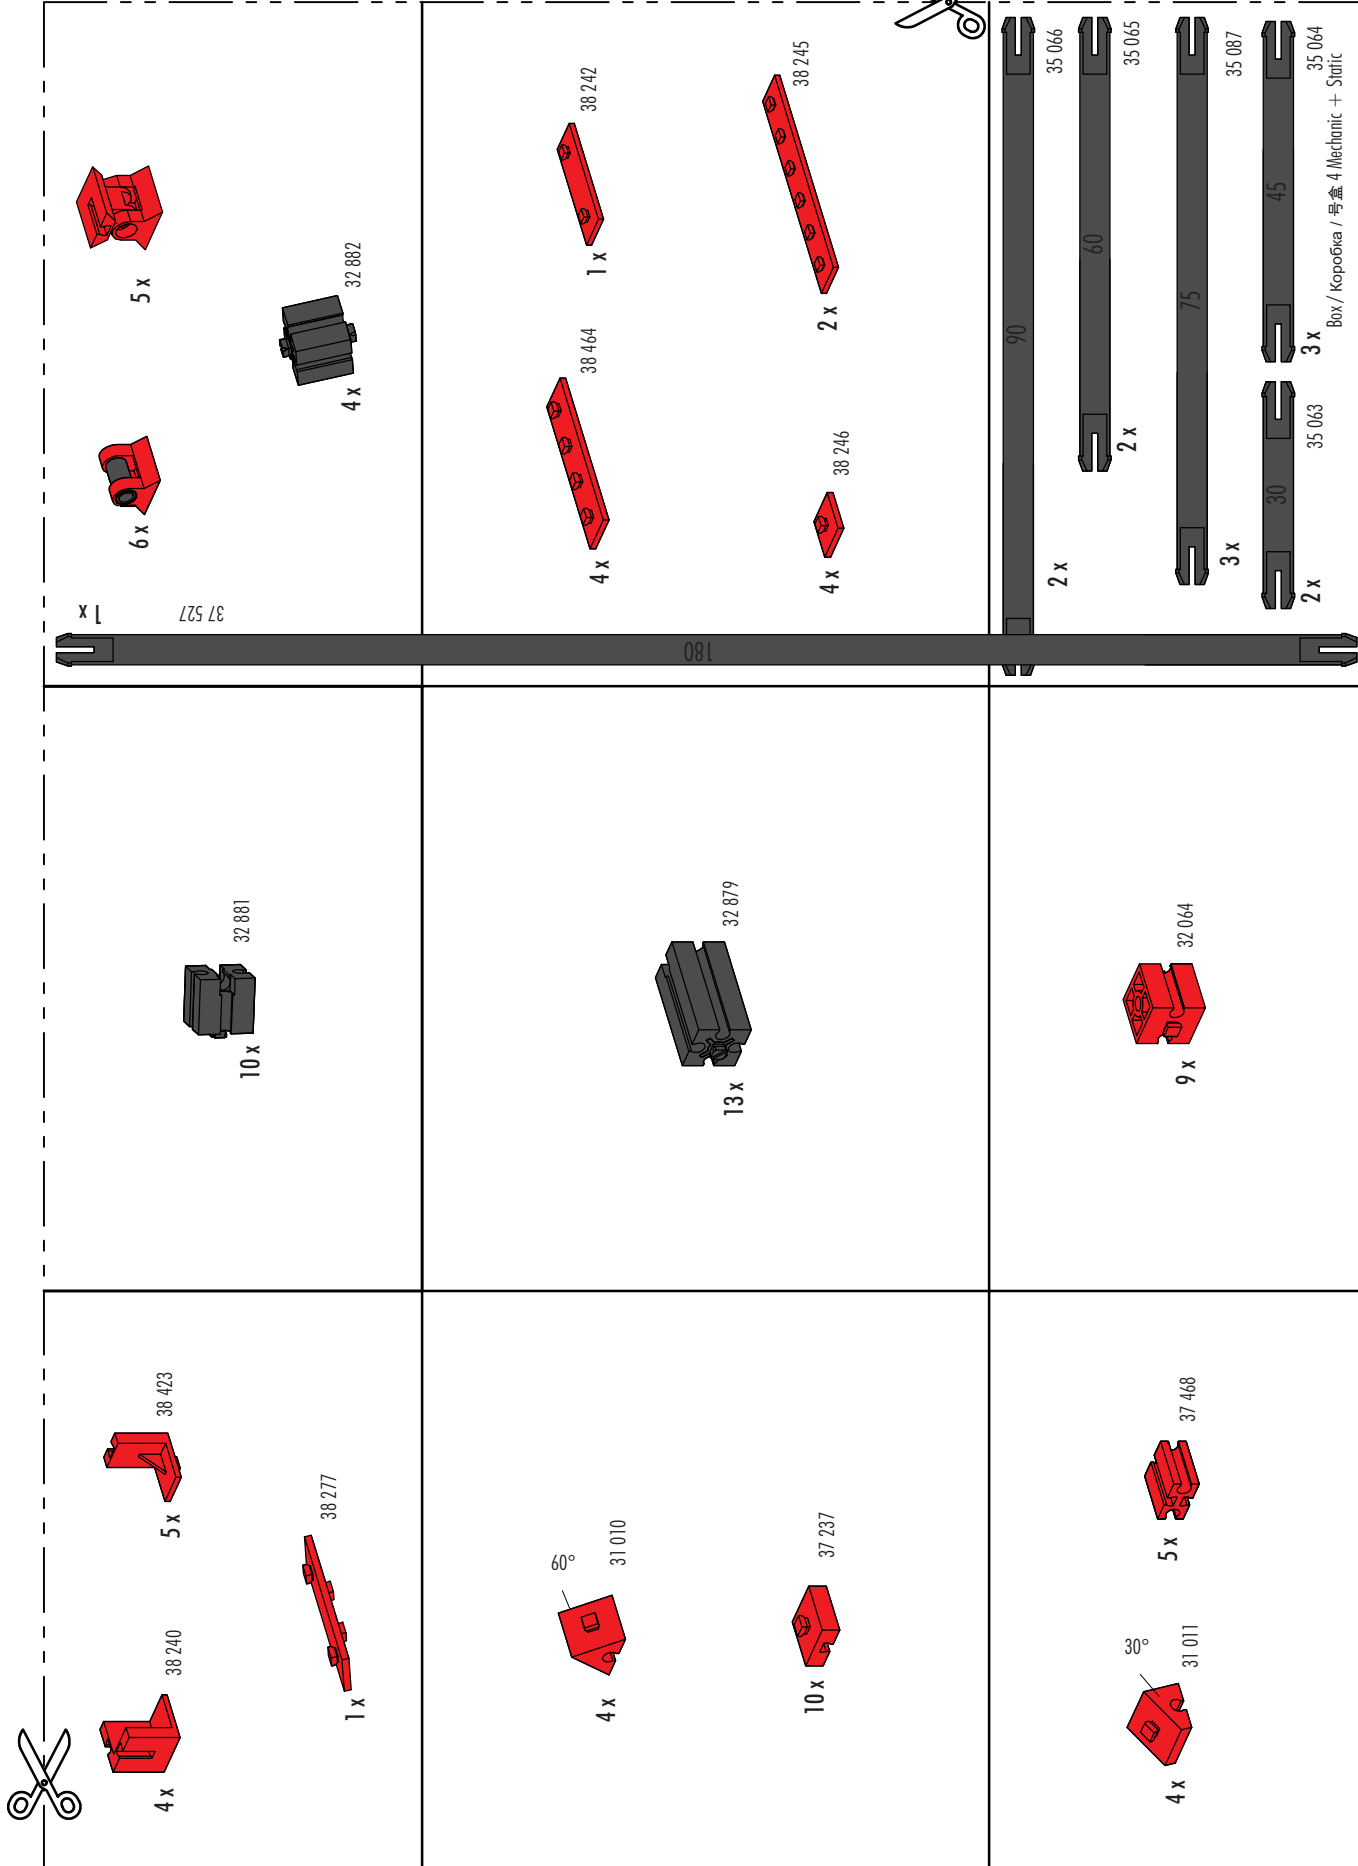 4 x
38 240
5 x
38 423
1 x
38 277
10 x
32 881
6 x
5 x
4 x
32 882
1 x
37 527
180
60°
4 x
31 010
10 x
37 237
13 x
32 879
4 x
38 464
1 x
38 242
4 x
38 246
2 x
38 245
30°
4 x
31 011
5 x
37 468
9 x
32 064
90
2 x
35 066
60
2 x
35 065
75
3 x
35 087
30
2 x
35 063
45
3 x
35 064
Box / Коробка / 号盒 4 Mechanic + Static